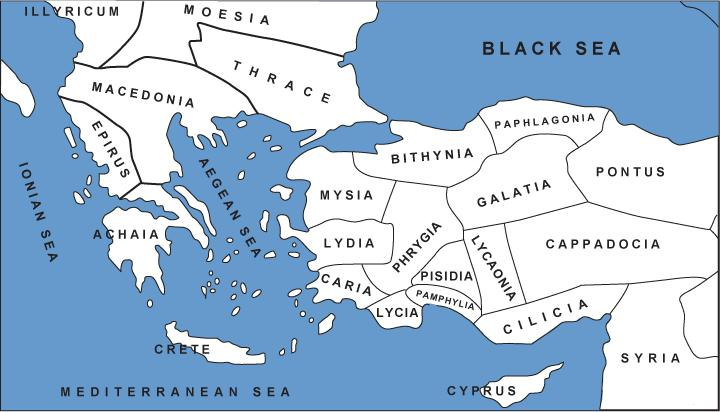 ILLYRICUM
MOESIA
BLACK SEA
THRACE
MACEDONIA
PAPHLAGONIA
EPIRUS
BITHYNIA
PONTUS
IONIAN SEA
AEGEAN SEA
MYSIA
GALATIA
ACHAIA
LYDIA
PHRYGIA
LYCAONIA
CAPPADOCIA
PISIDIA
CARIA
PAMPHYLIA
LYCIA
CILICIA
CRETE
SYRIA
MEDITERRANEAN SEA
CYPRUS